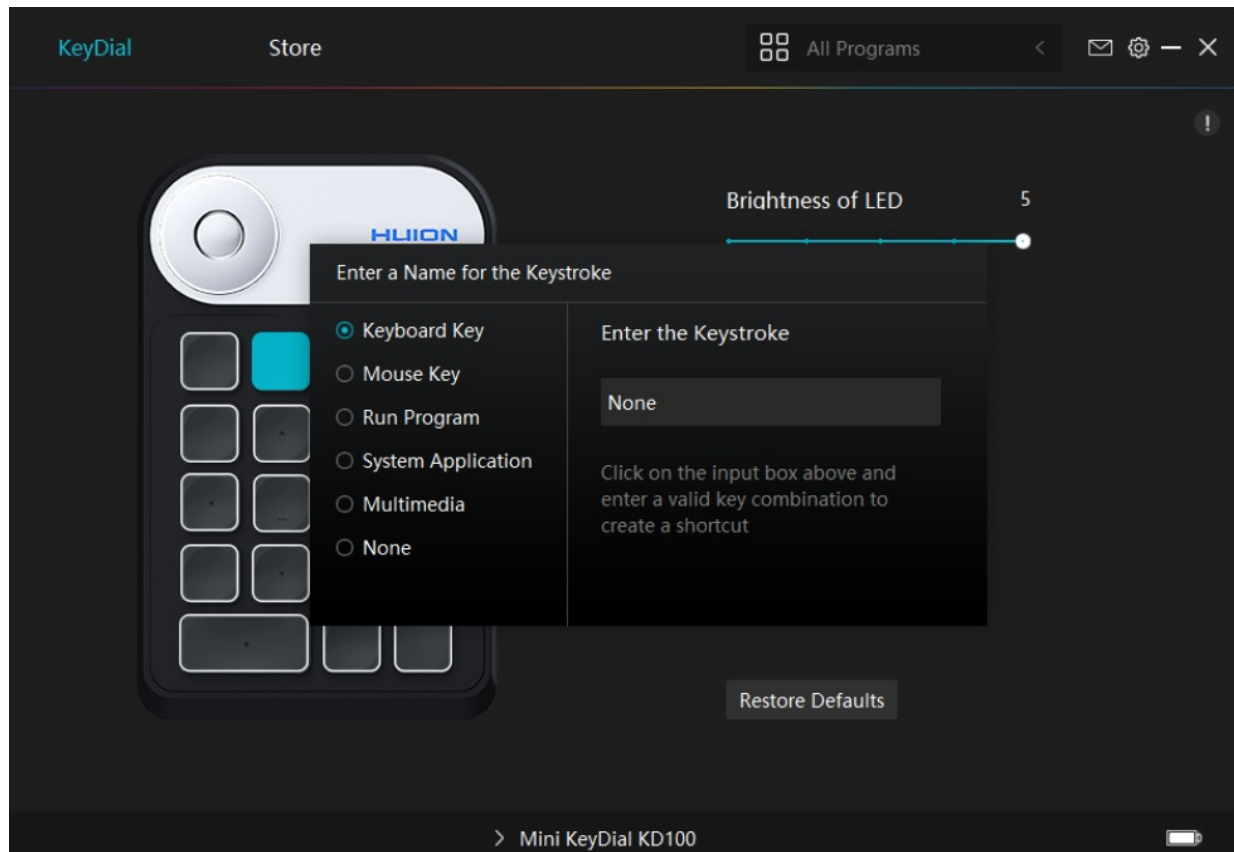 KeyDial
Store
All Programs
Brightness of LED
5
HUION
Enter a Name for the Keystroke
Keyboard Key
Mouse Key
Run Program
System Application
Multimedia
None
Enter the Keystroke
None
Click on the input box above and
enter a valid key combination to
create a shortcut
Restore Defaults
Mini KeyDial KD100